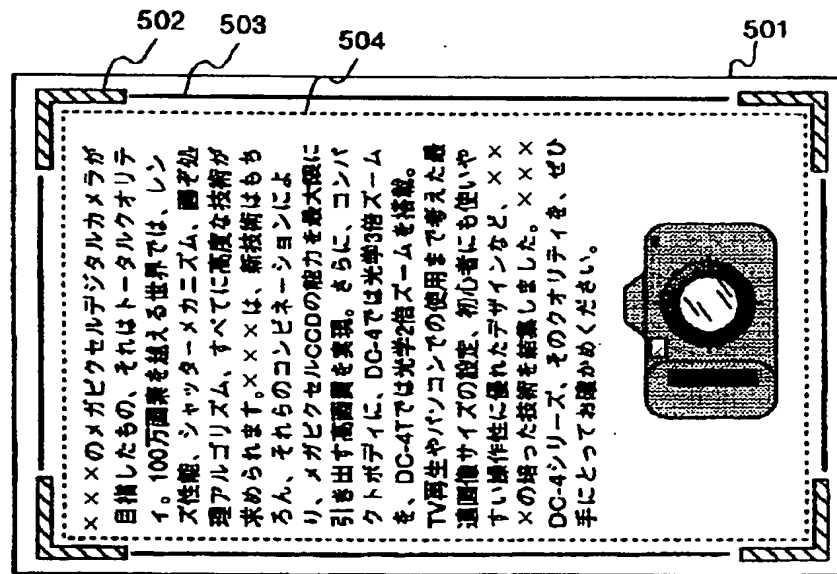 502
503
504
501
×××のメガピクセルデジタルカメラが
目指したもの、それはトータルクオリテ
ィ。100万画素を越える世界では、レン
ズ性能、シャッターメカニズム、画ぞ処
理アルゴリズム、すべてに高度な技術が
求められます。×××は、新技術はもち
ろん、それらのコンビネーションによ
り、メガピクセルCCDの能力を最大限に
引き出す高画質を実現。さらに、コンパ
クトボディに、DC-4では光学3倍ズーム
を、DC-4Tでは光学2倍ズームを搭載。
TV再生やパソコンでの使用まで考えた最
適画像サイズの設定、初心者にも使いや
すい操作性に優れたデザインなど、××
×の培った技術を結集しました。×××
DC-4シリーズ、そのクオリティを、ぜひ
手にとってお確かめください。